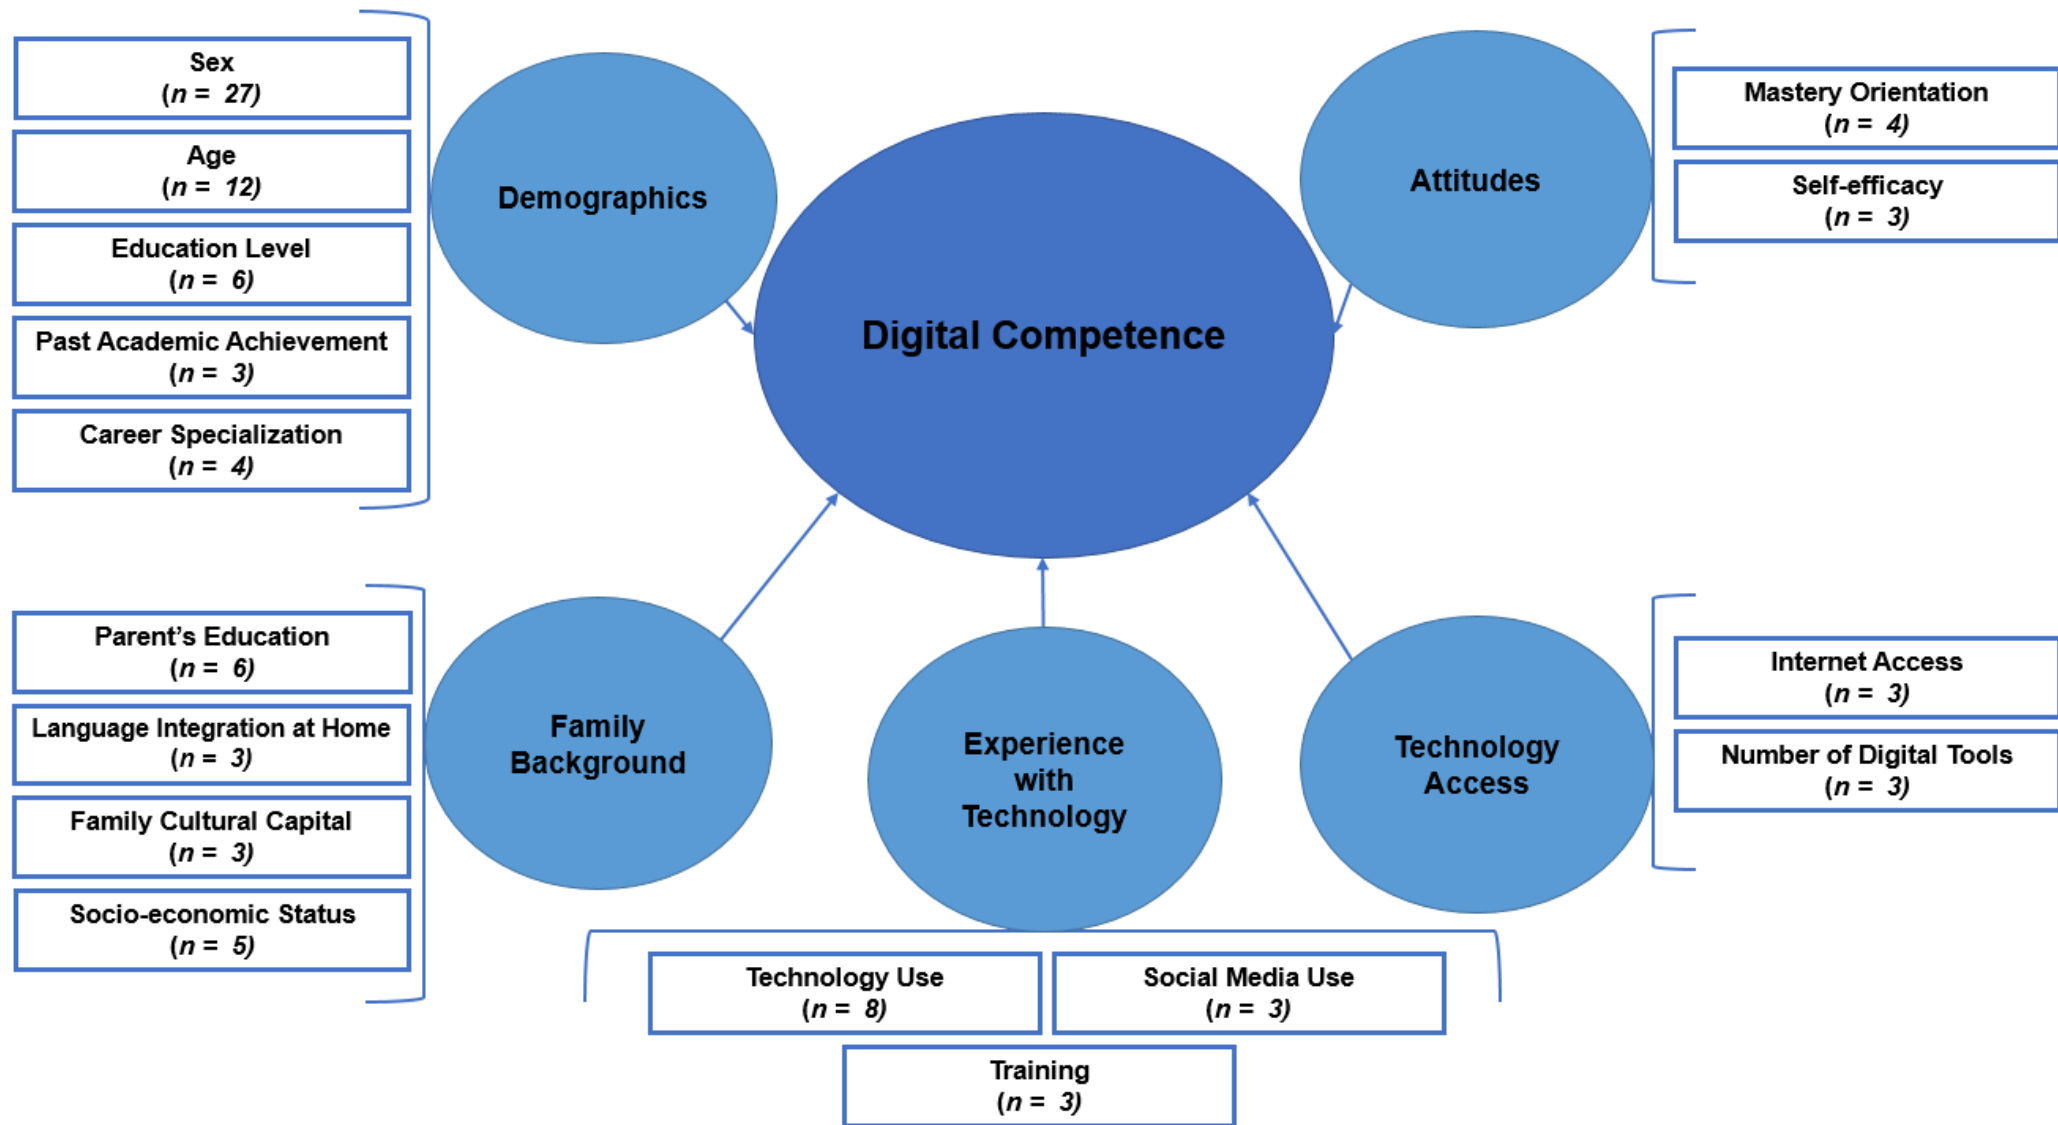 Sex
(n = 27)
Age
(n = 12)
Education Level
(n = 6)
Past Academic Achievement
(n = 3)
Career Specialization
(n = 4)
Demographics
Digital Competence
Attitudes
Mastery Orientation
(n = 4)
Self-efficacy
(n = 3)
Parent’s Education
(n = 6)
Language Integration at Home
(n = 3)
Family Cultural Capital
(n = 3)
Socio-economic Status
(n = 5)
Family
Background
Experience
with
Technology
Technology
Access
Internet Access
(n = 3)
Number of Digital Tools
(n = 3)
Technology Use
(n = 8)
Social Media Use
(n = 3)
Training
(n = 3)